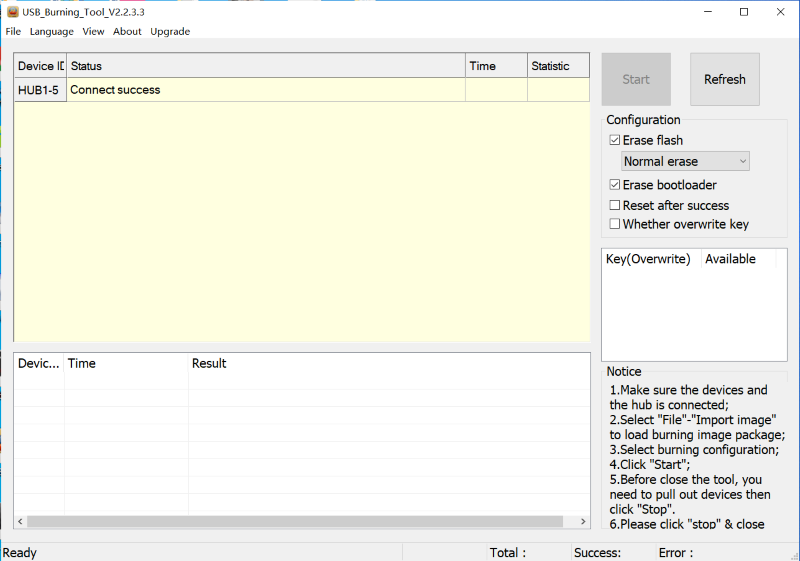 USB_Burning_Tool_V2.2.3.3
File Language View About Upgrade
Device ID Status Time Statistic
HUB1-5 Connect success
Start Refresh
Configuration
Erase flash
Normal erase
Erase bootloader
Reset after success
Whether overwrite key
Key(Overwrite) Available
Devic... Time Result
Notice
1.Make sure the devices and
the hub is connected;
2.Select "File"-"Import image"
to load burning image package;
3.Select burning configuration;
4.Click "Start";
5.Before close the tool, you
need to pull out devices then
click "Stop".
6.Please click "stop" & close
Ready Total : Success: Error :